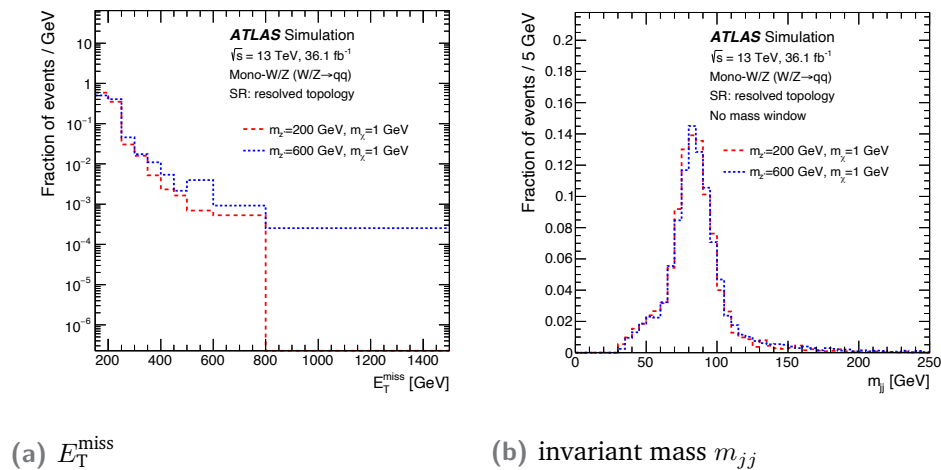 ATLAS Simulation
√s = 13 TeV, 36.1 fb⁻¹
Mono-W/Z (W/Z→qq)
SR: resolved topology
m_z'=200 GeV, m_χ=1 GeV
m_z'=600 GeV, m_χ=1 GeV
Fraction of events / GeV
10
1
10⁻¹
10⁻²
10⁻³
10⁻⁴
10⁻⁵
10⁻⁶
200 400 600 800 1000 1200 1400
E_T^miss [GeV]
ATLAS Simulation
√s = 13 TeV, 36.1 fb⁻¹
Mono-W/Z (W/Z→qq)
SR: resolved topology
No mass window
m_z'=200 GeV, m_χ=1 GeV
m_z'=600 GeV, m_χ=1 GeV
Fraction of events / 5 GeV
0.2
0.18
0.16
0.14
0.12
0.1
0.08
0.06
0.04
0.02
0
0 50 100 150 200 250
m_jj [GeV]
(a) E_T^miss
(b) invariant mass m_jj